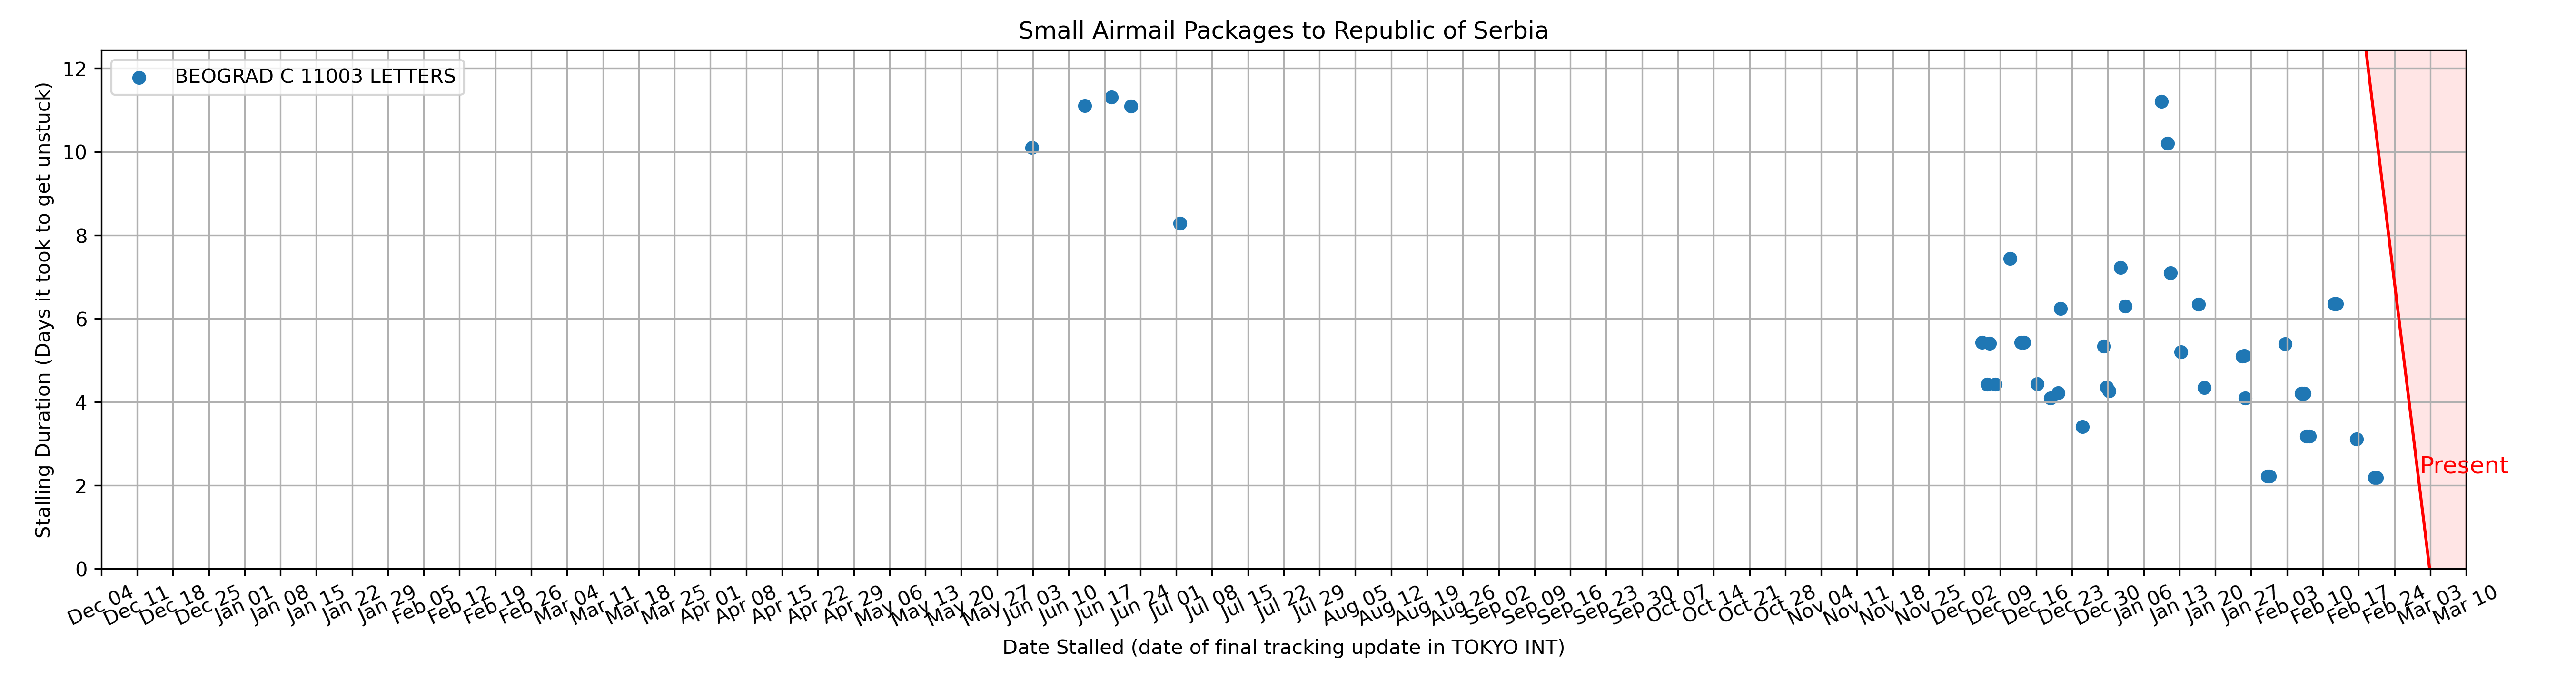 Small Airmail Packages to Republic of Serbia
BEOGRAD C 11003 LETTERS
Stalling Duration (Days it took to get unstuck)
12
10
8
6
4
2
0
Present
Dec 04
Dec 11
Dec 18
Dec 25
Jan 01
Jan 08
Jan 15
Jan 22
Jan 29
Feb 05
Feb 12
Feb 19
Feb 26
Mar 04
Mar 11
Mar 18
Mar 25
Apr 01
Apr 08
Apr 15
Apr 22
Apr 29
May 06
May 13
May 20
May 27
Jun 03
Jun 10
Jun 17
Jun 24
Jul 01
Jul 08
Jul 15
Jul 22
Jul 29
Aug 05
Aug 12
Aug 19
Aug 26
Sep 02
Sep 09
Sep 16
Sep 23
Sep 30
Oct 07
Oct 14
Oct 21
Oct 28
Nov 04
Nov 11
Nov 18
Nov 25
Dec 02
Dec 09
Dec 16
Dec 23
Dec 30
Jan 06
Jan 13
Jan 20
Jan 27
Feb 03
Feb 10
Feb 17
Feb 24
Mar 03
Mar 10
Date Stalled (date of final tracking update in TOKYO INT)